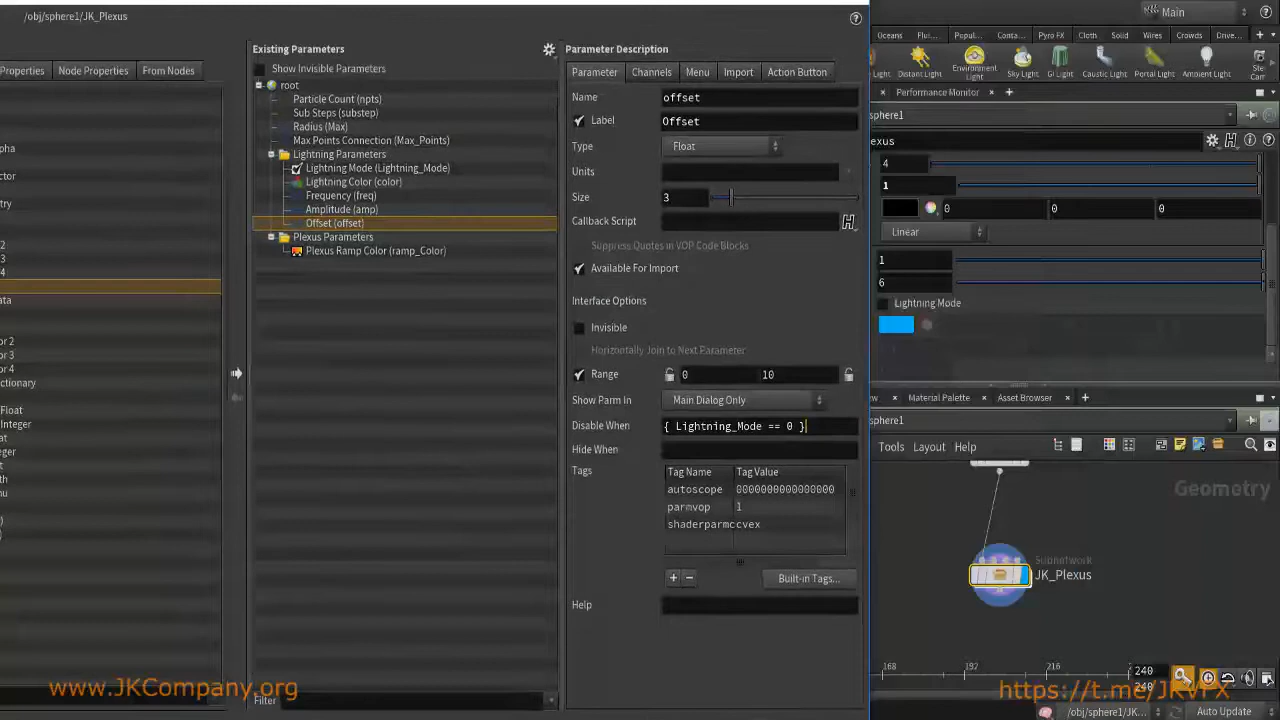 /obj/sphere1/JK_Plexus
Properties
Node Properties
From Nodes
Existing Parameters
Show Invisible Parameters
root
Particle Count (npts)
Sub Steps (substep)
Radius (Max)
Max Points Connection (Max_Points)
Lightning Parameters
Lightning Mode (Lightning_Mode)
Lightning Color (color)
Frequency (freq)
Amplitude (amp)
Offset (offset)
Plexus Parameters
Plexus Ramp Color (ramp_Color)
Filter
Parameter Description
Parameter Channels Menu Import Action Button
Name offset
Label Offset
Type Float
Units
Size 3
Callback Script
Suppress Quotes in VOP Code Blocks
Available For Import
Interface Options
Invisible
Horizontally Join to Next Parameter
Range 0 10
Show Parm In Main Dialog Only
Disable When { Lightning_Mode == 0 }
Hide When
Tags Tag Name Tag Value
autoscope 0000000000000000
parmvop 1
shaderparmccvex
+ − Built-in Tags...
Help
Main
Oceans Flui... Popul... Conta... Pyro FX Cloth Solid Wires Crowds Drive...
Light Distant Light Environment Light Sky Light GI Light Caustic Light Portal Light Ambient Light
Performance Monitor
phere1
exus
4
1
0 0 0
Linear
1
6
Lightning Mode
Material Palette Asset Browser
phere1
Tools Layout Help
Geometry
Subnetwork
JK_Plexus
168 192 216 240
240
/obj/sphere1/JK... Auto Update
www.JKCompany.org
https://t.me/JKVFX